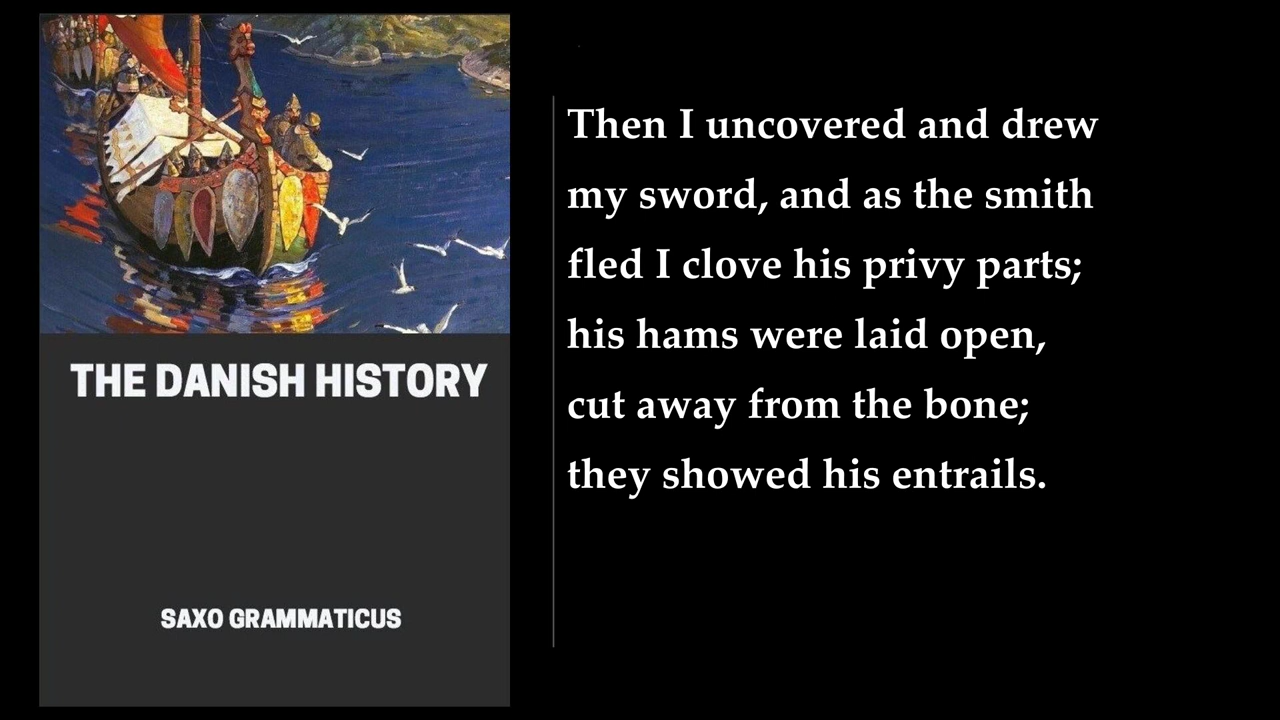 THE DANISH HISTORY
SAXO GRAMMATICUS
Then I uncovered and drew
my sword, and as the smith
fled I clove his privy parts;
his hams were laid open,
cut away from the bone;
they showed his entrails.